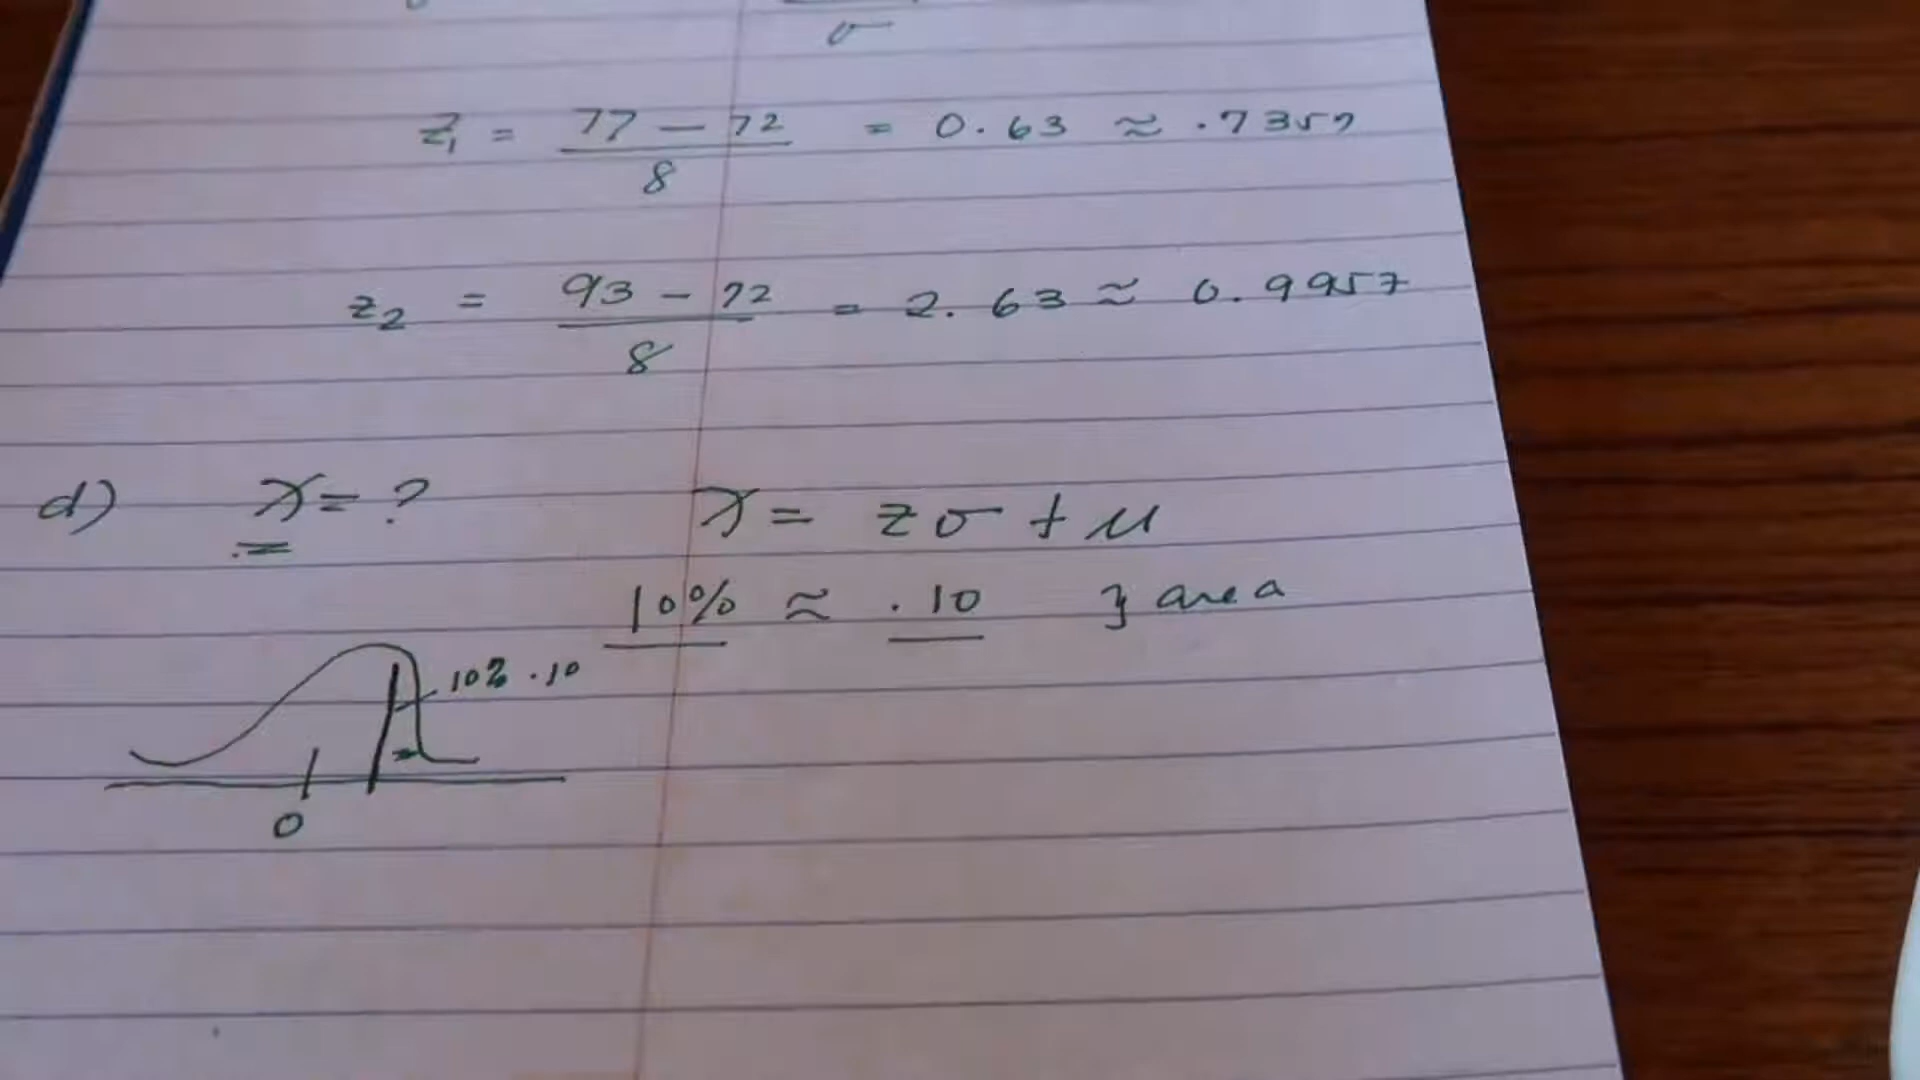 σ
z₁ = 77 - 72 / 8 = 0.63 ≈ .7357
z₂ = 93 - 72 / 8 = 2.63 ≈ 0.9957
d) x = ? x = zσ + μ
10% ≈ .10 } area
10% .10
0